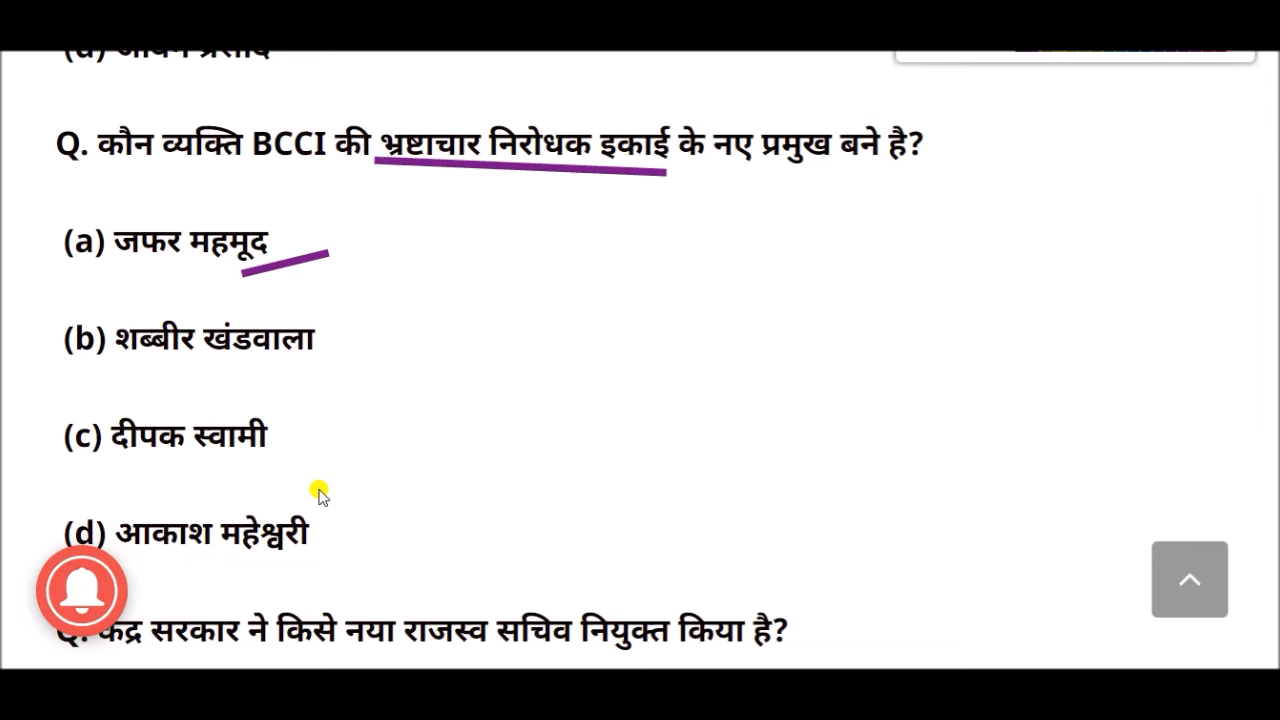 Q. कौन व्यक्ति BCCI की भ्रष्टाचार निरोधक इकाई के नए प्रमुख बने है?
(a) जफर महमूद
(b) शब्बीर खंडवाला
(c) दीपक स्वामी
(d) आकाश महेश्वरी
Q. केंद्र सरकार ने किसे नया राजस्व सचिव नियुक्त किया है?